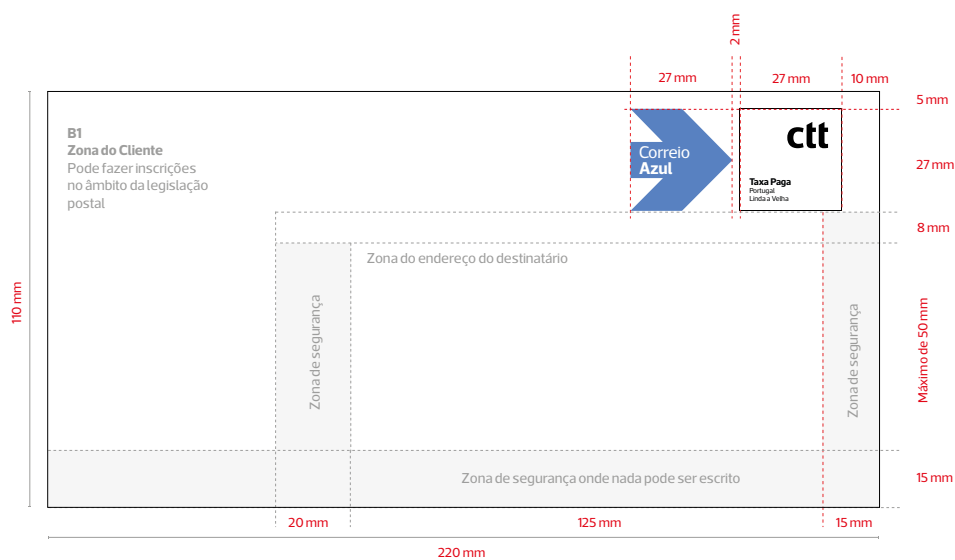 2 mm
27 mm
27 mm
10 mm
5 mm
B1
Zona do Cliente
Pode fazer inscrições
no âmbito da legislação
postal
Correio
Azul
ctt
Taxa Paga
Portugal
Linda a Velha
27 mm
8 mm
Zona do endereço do destinatário
110 mm
Zona de segurança
Zona de segurança
Máximo de 50 mm
Zona de segurança onde nada pode ser escrito
15 mm
20 mm
125 mm
15 mm
220 mm